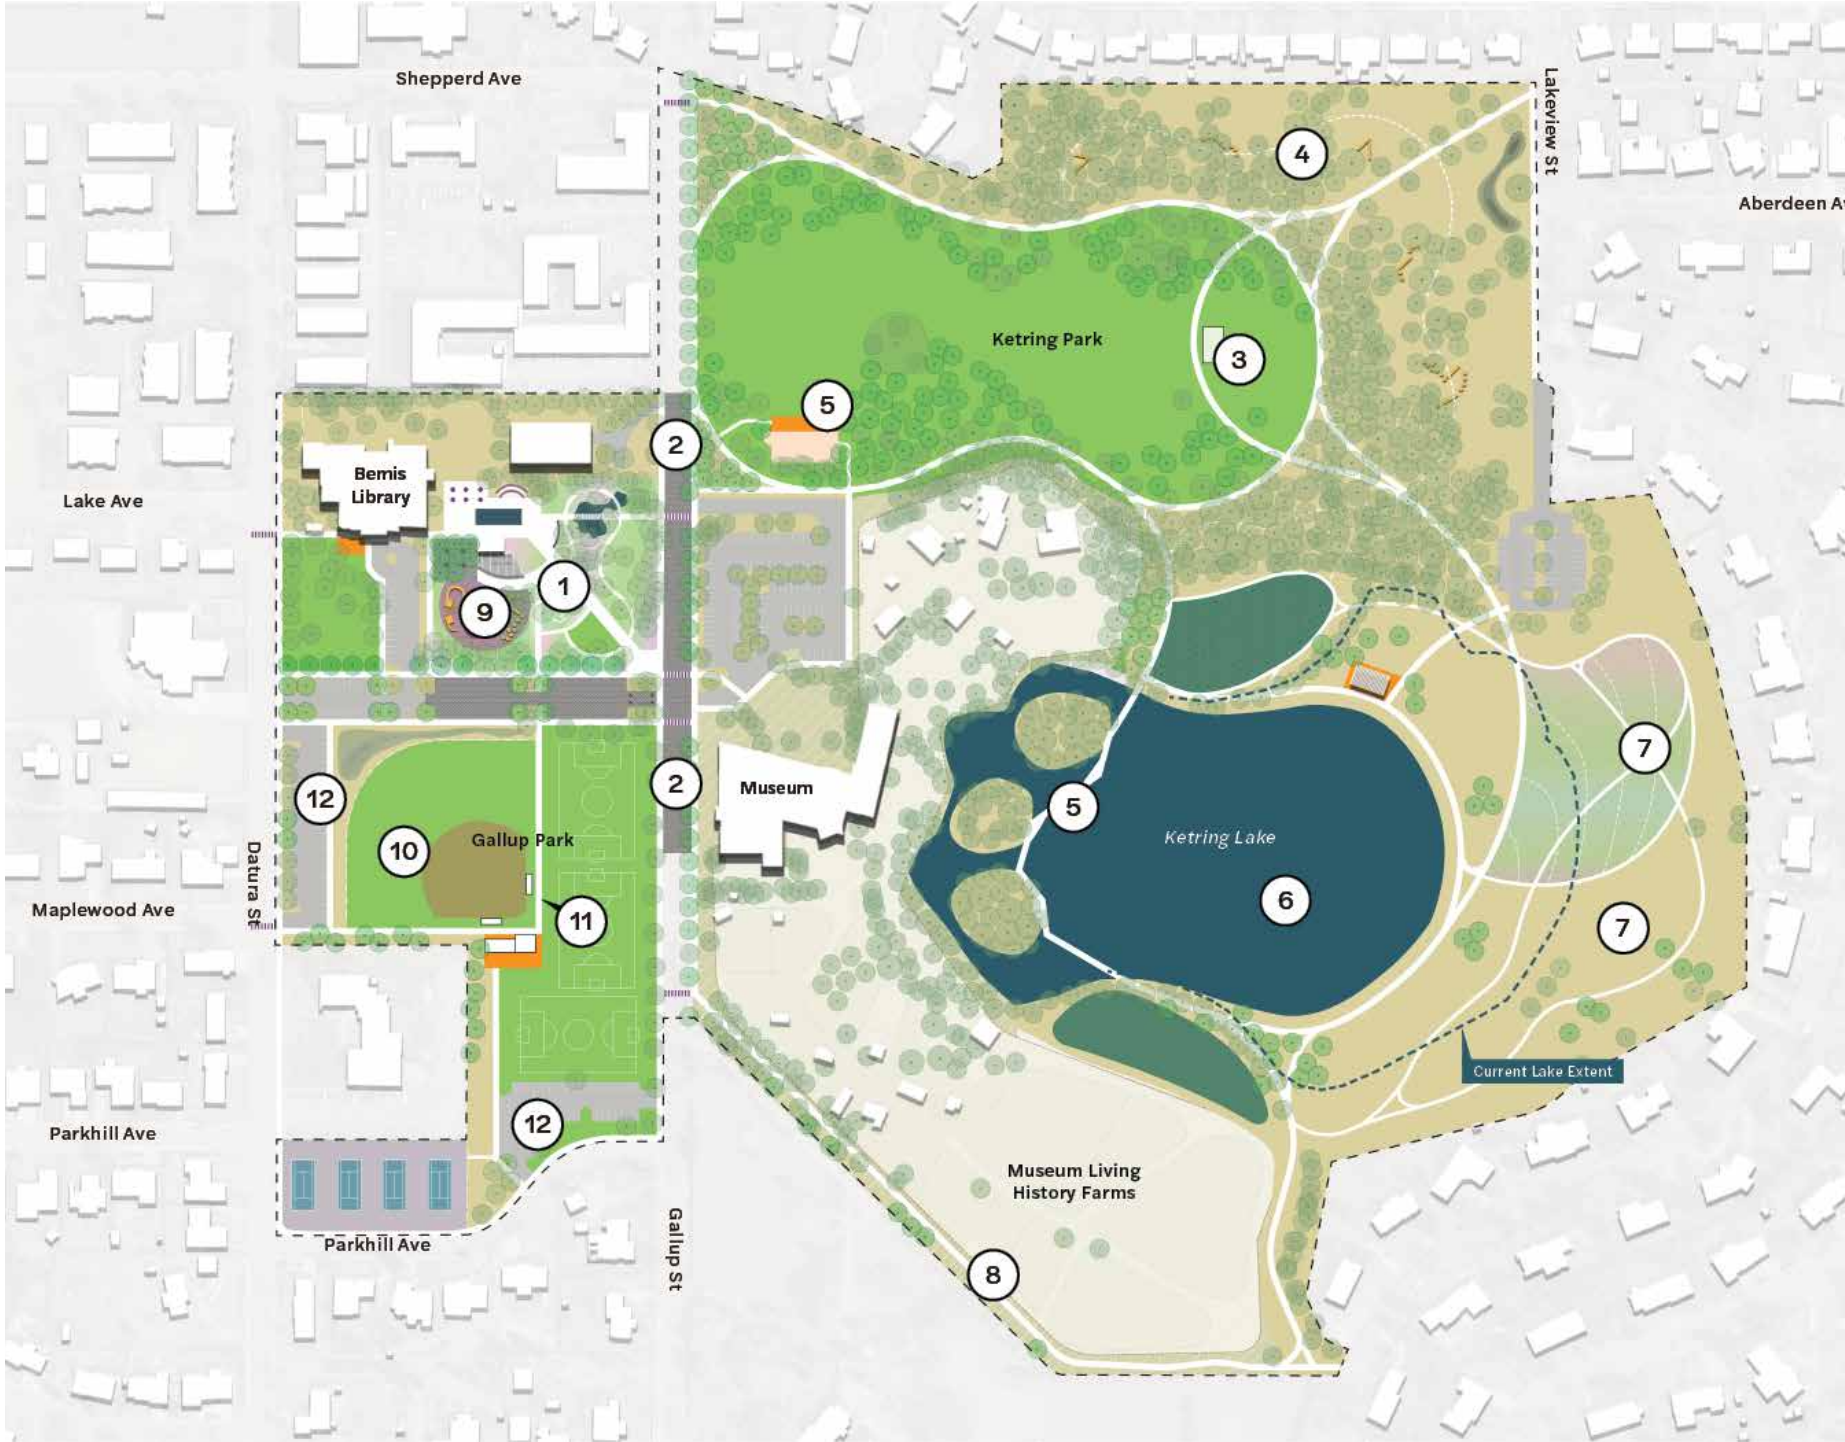 Shepperd Ave
Lakeview St
4
Aberdeen Av
Ketring Park
3
5
2
Bemis
Library
Lake Ave
1
9
7
2
Museum
12
5
Ketring Lake
Gallup Park
10
Datura St
6
Maplewood Ave
11
7
Current Lake Extent
12
Parkhill Ave
Museum Living
History Farms
Gallup St
Parkhill Ave
8